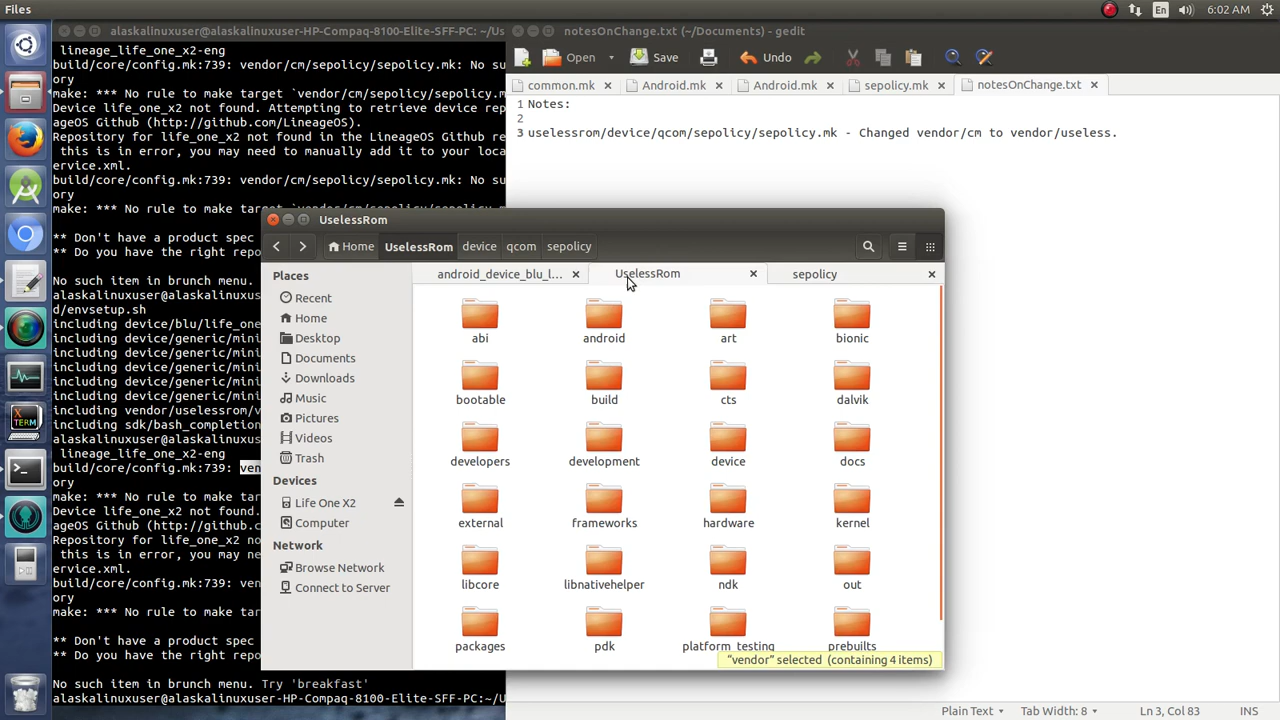 Files
En
6:02 AM
alaskalinuxuser@alaskalinuxuser-HP-Compaq-8100-Elite-SFF-PC: ~/Us
lineage_life_one_x2-eng
build/core/config.mk:739: vendor/cm/sepolicy/sepolicy.mk: No su
ory
make: *** No rule to make target `vendor/cm/sepolicy/sepolicy.m
Device life_one_x2 not found. Attempting to retrieve device rep
ageOS Github (http://github.com/LineageOS).
Repository for life_one_x2 not found in the LineageOS Github re
this is in error, you may need to manually add it to your loca
ervice.xml.
build/core/config.mk:739: vendor/cm/sepolicy/sepolicy.mk: No su
ory
make: *** No rule to make target
** Don't have a product spec
** Do you have the right repo
No such item in brunch menu.
alaskalinuxuser@alaskalinuxus
d/envsetup.sh
including device/blu/life_one
including device/generic/mini
including device/generic/mini
including device/generic/mini
including device/generic/mini
including vendor/uselessrom/v
including sdk/bash_completion
alaskalinuxuser@alaskalinuxus
lineage_life_one_x2-eng
build/core/config.mk:739: ven
ory
make: *** No rule to make tar
Device life_one_x2 not found.
ageOS Github (http://github.c
Repository for life_one_x2 no
this is in error, you may nee
ervice.xml.
build/core/config.mk:739: ven
ory
make: *** No rule to make tar
** Don't have a product spec
** Do you have the right repo
No such item in brunch menu. Try 'breakfast'
alaskalinuxuser@alaskalinuxuser-HP-Compaq-8100-Elite-SFF-PC:~/U
X
TERM
notesOnChange.txt (~/Documents) - gedit
Open Save Undo
common.mk Android.mk Android.mk sepolicy.mk notesOnChange.txt
1 Notes:
2
3 uselessrom/device/qcom/sepolicy/sepolicy.mk - Changed vendor/cm to vendor/useless.
UselessRom
Home UselessRom device qcom sepolicy
Places
Recent
Home
Desktop
Documents
Downloads
Music
Pictures
Videos
Trash
Devices
Life One X2
Computer
Network
Browse Network
Connect to Server
android_device_blu_l... UselessRom sepolicy
abi android art bionic
bootable build cts dalvik
developers development device docs
external frameworks hardware kernel
libcore libnativehelper ndk out
packages pdk platform_testing prebuilts
"vendor" selected (containing 4 items)
Plain Text Tab Width: 8 Ln 3, Col 83 INS